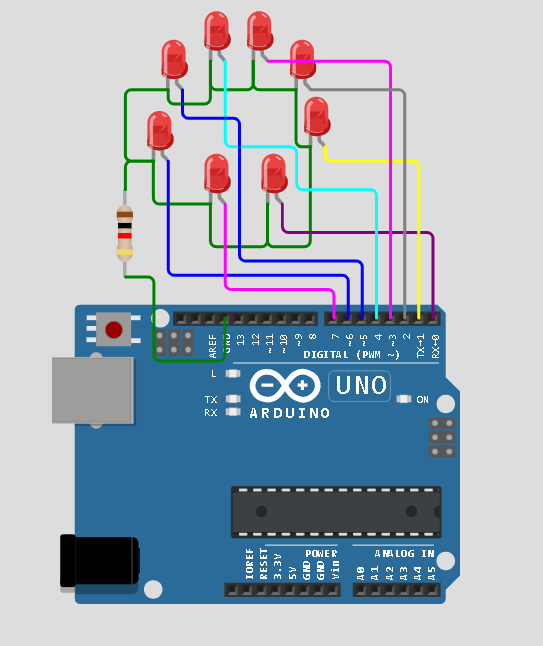 AREF
GND
13
12
~11
~10
~9
8
7
~6
~5
4
~3
2
TX→1
RX←0
DIGITAL (PWM ~)
L
TX
RX
UNO
ARDUINO
ON
IOREF
RESET
3.3V
5V
GND
GND
Vin
POWER
ANALOG IN
A0
A1
A2
A3
A4
A5